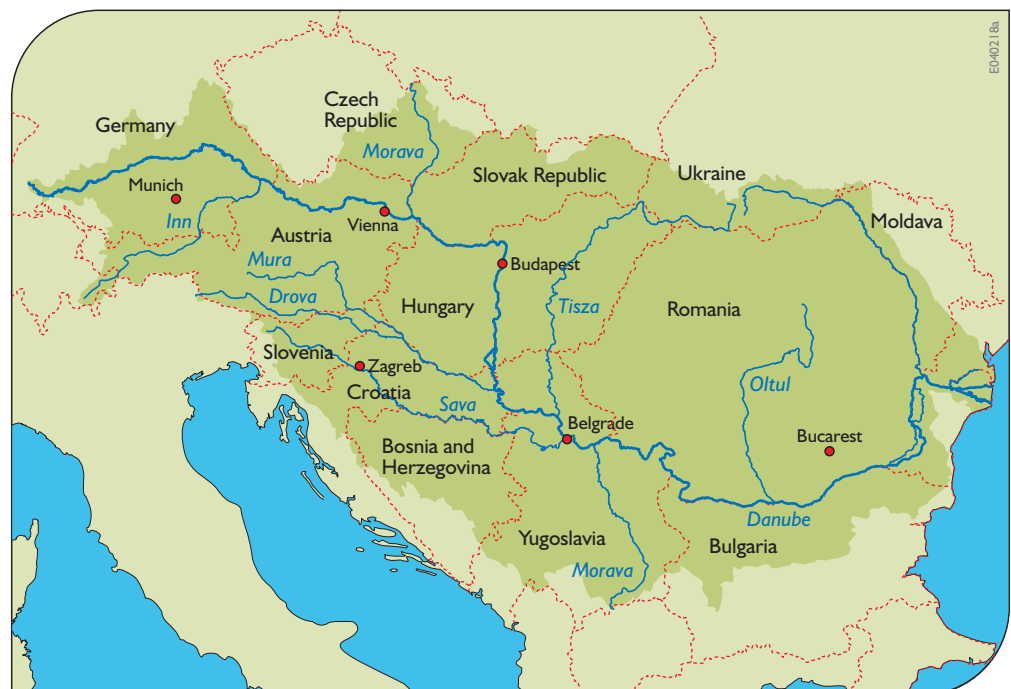 E040218a
Czech
Republic
Germany
Morava
Slovak Republic
Ukraine
Munich
Moldava
Inn
Vienna
Austria
Mura
Budapest
Drova
Hungary
Tisza
Romania
Slovenia
Zagreb
Croatia
Oltul
Sava
Belgrade
Bosnia and
Herzegovina
Bucarest
Danube
Yugoslavia
Bulgaria
Morava